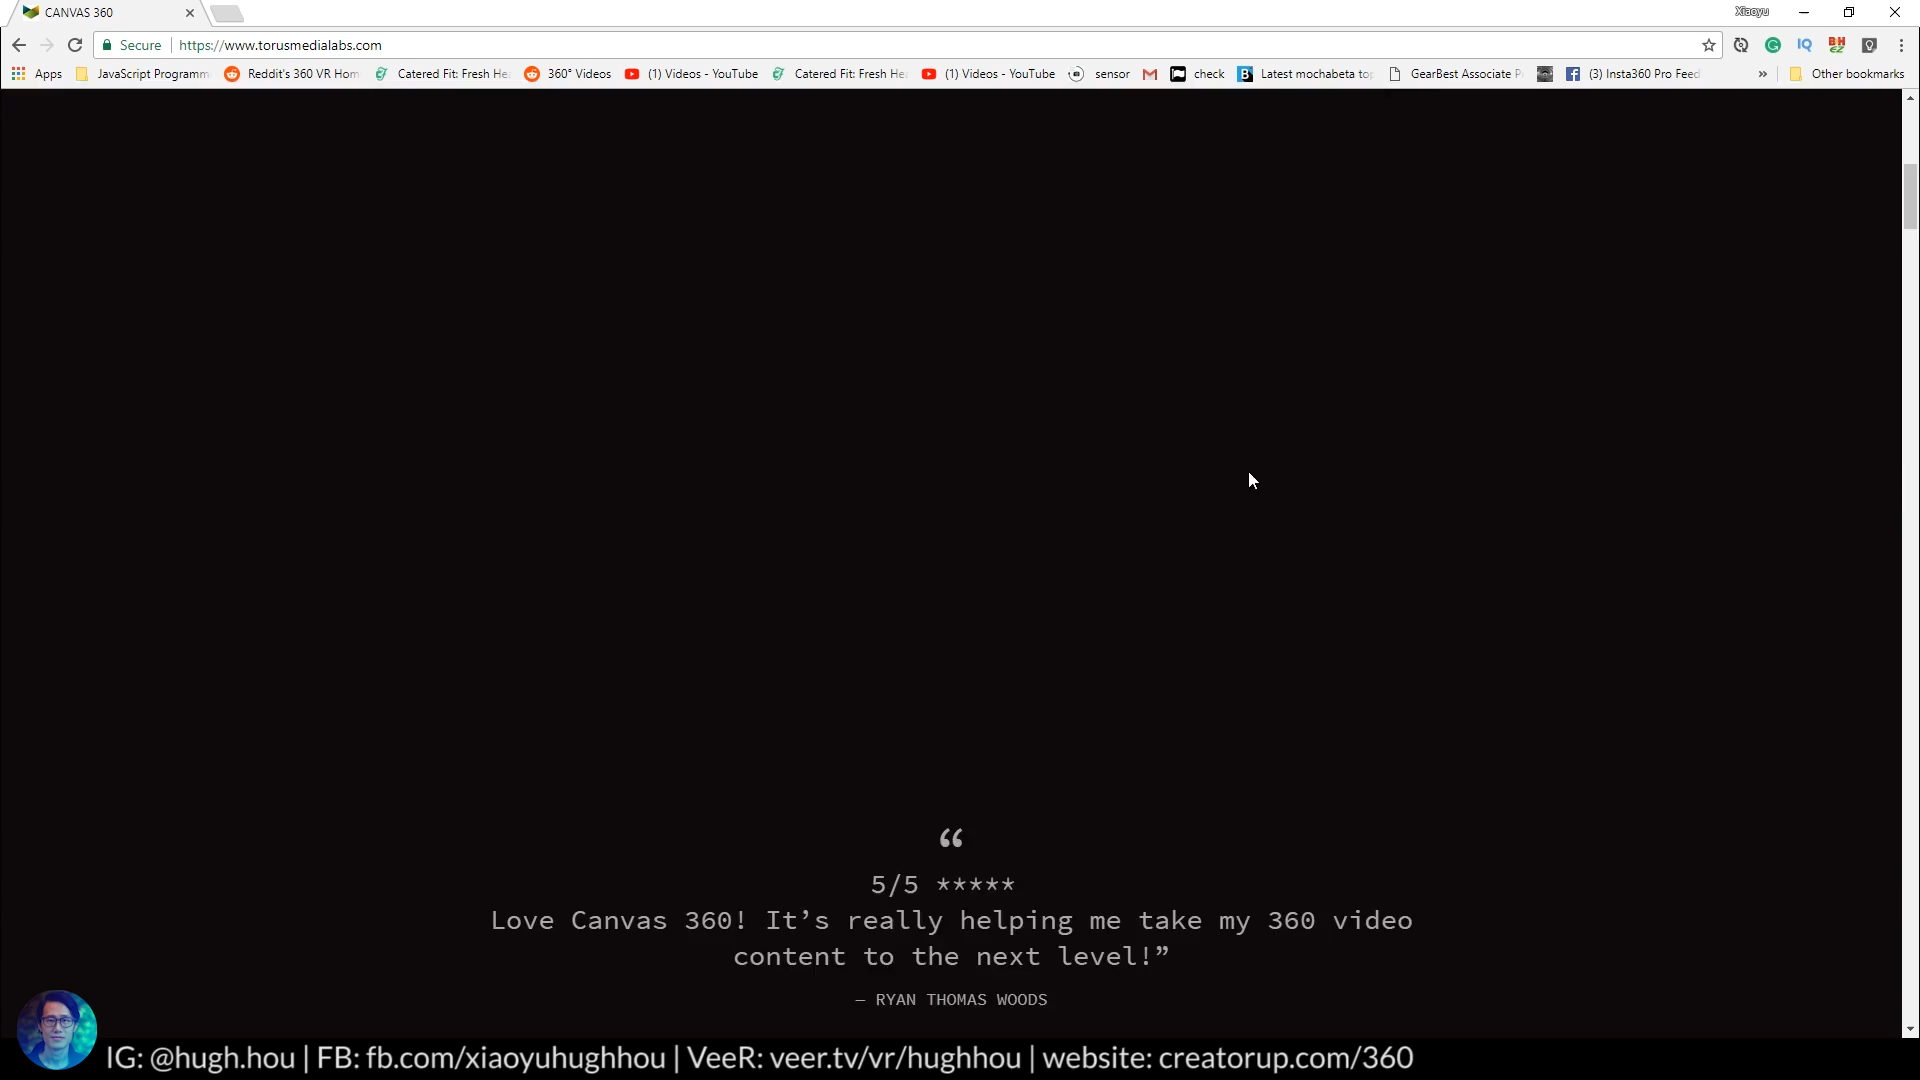 CANVAS 360
Xiaoyu
Secure
https://www.torusmedialabs.com
Apps
JavaScript Programm
Reddit's 360 VR Hom
Catered Fit: Fresh He
360° Videos
(1) Videos - YouTube
Catered Fit: Fresh He
(1) Videos - YouTube
sensor
check
Latest mochabeta top
GearBest Associate P
(3) Insta360 Pro Feed
»
Other bookmarks
“
5/5 *****
Love Canvas 360! It’s really helping me take my 360 video
content to the next level!”
— RYAN THOMAS WOODS
IG: @hugh.hou | FB: fb.com/xiaoyuhughhou | VeeR: veer.tv/vr/hughhou | website: creatorup.com/360